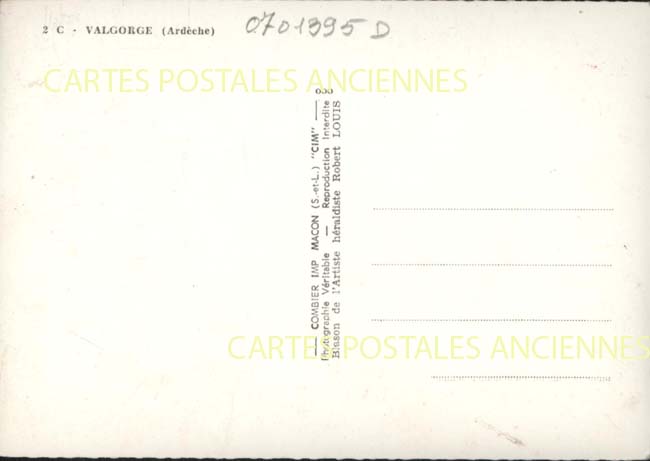 2 C - VALGORGE (Ardèche)
0701395 D
CARTES POSTALES ANCIENNES
— COMBIER IMP MACON (S.-et-L.) "CIM" —
Photographie Véritable — Reproduction Interdite
Blason de l'Artiste héraldiste Robert LOUIS
CARTES POSTALES ANCIENNES